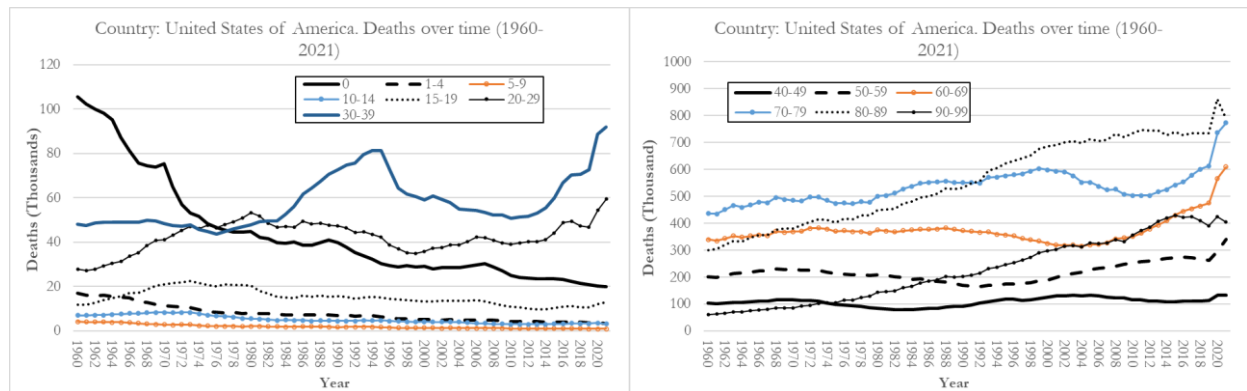 Country: United States of America. Deaths over time (1960-
2021)
120
100
80
60
40
20
0
Deaths (Thousands)
0 1-4 5-9
10-14 15-19 20-29
30-39
1960 1962 1964 1966 1968 1970 1972 1974 1976 1978 1980 1982 1984 1986 1988 1990 1992 1994 1996 1998 2000 2002 2004 2006 2008 2010 2012 2014 2016 2018 2020
Year
Country: United States of America. Deaths over time (1960-
2021)
1000
900
800
700
600
500
400
300
200
100
0
Deaths (Thousand)
40-49 50-59 60-69
70-79 80-89 90-99
1960 1962 1964 1966 1968 1970 1972 1974 1976 1978 1980 1982 1984 1986 1988 1990 1992 1994 1996 1998 2000 2002 2004 2006 2008 2010 2012 2014 2016 2018 2020
Year